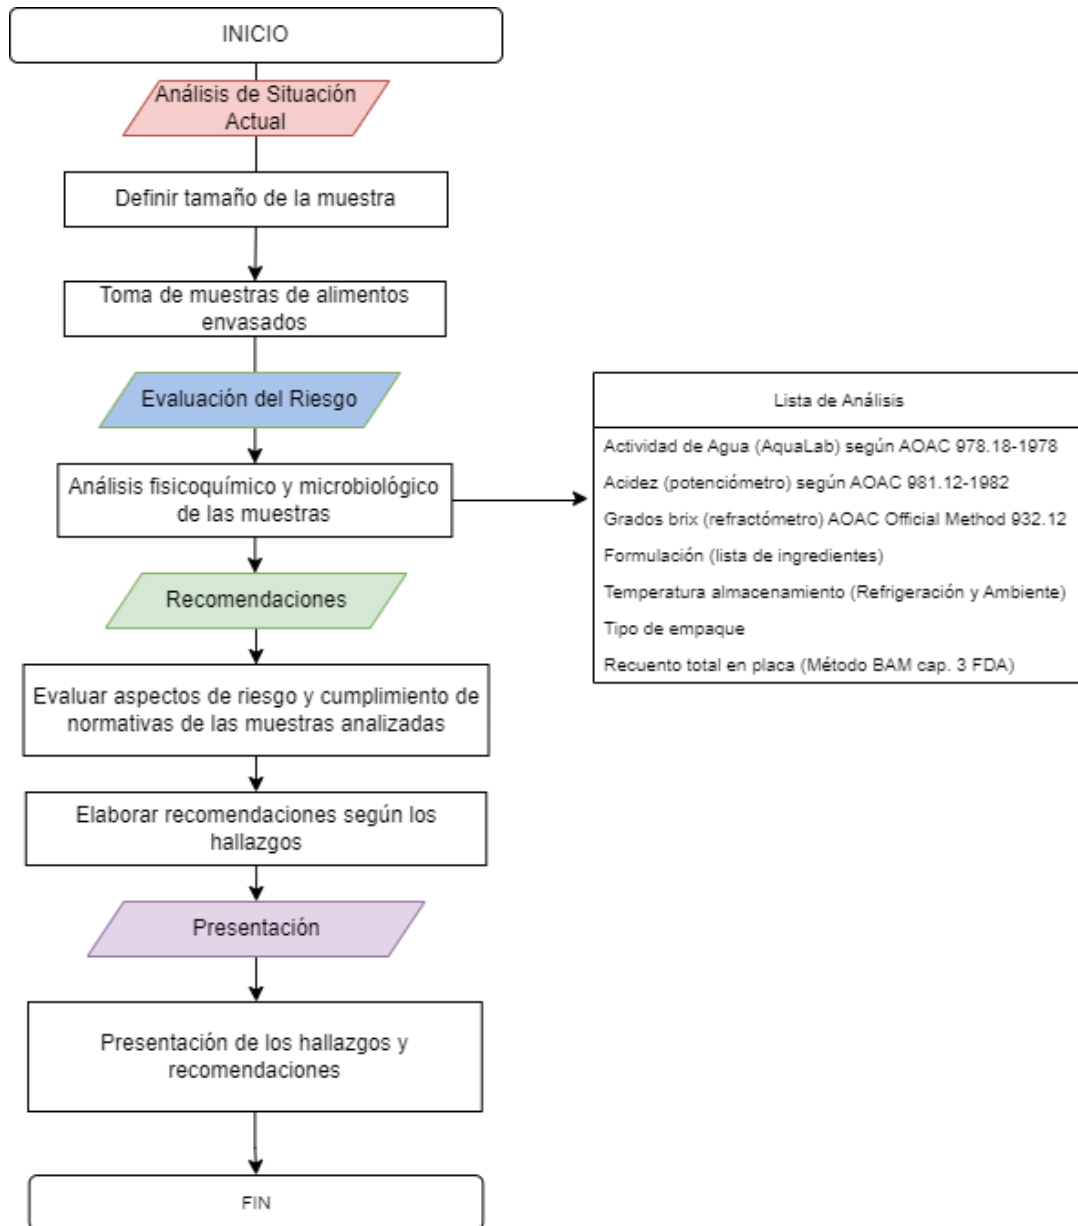 INICIO
Análisis de Situación
Actual
Definir tamaño de la muestra
Toma de muestras de alimentos
envasados
Evaluación del Riesgo
Análisis fisicoquímico y microbiológico
de las muestras
Lista de Análisis
Actividad de Agua (AquaLab) según AOAC 978.18-1978
Acidez (potenciómetro) según AOAC 981.12-1982
Grados brix (refractómetro) AOAC Official Method 932.12
Formulación (lista de ingredientes)
Temperatura almacenamiento (Refrigeración y Ambiente)
Tipo de empaque
Recuento total en placa (Método BAM cap. 3 FDA)
Recomendaciones
Evaluar aspectos de riesgo y cumplimiento de
normativas de las muestras analizadas
Elaborar recomendaciones según los
hallazgos
Presentación
Presentación de los hallazgos y
recomendaciones
FIN